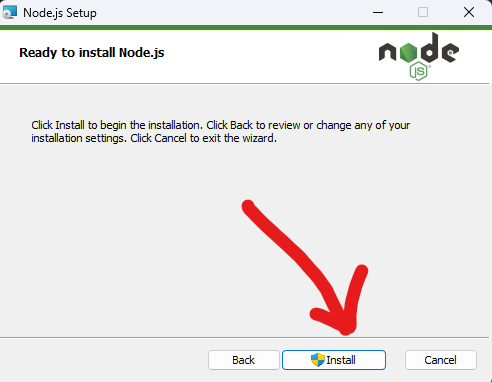 Node.js Setup
Ready to install Node.js
node
JS
Click Install to begin the installation. Click Back to review or change any of your
installation settings. Click Cancel to exit the wizard.
Back
Install
Cancel